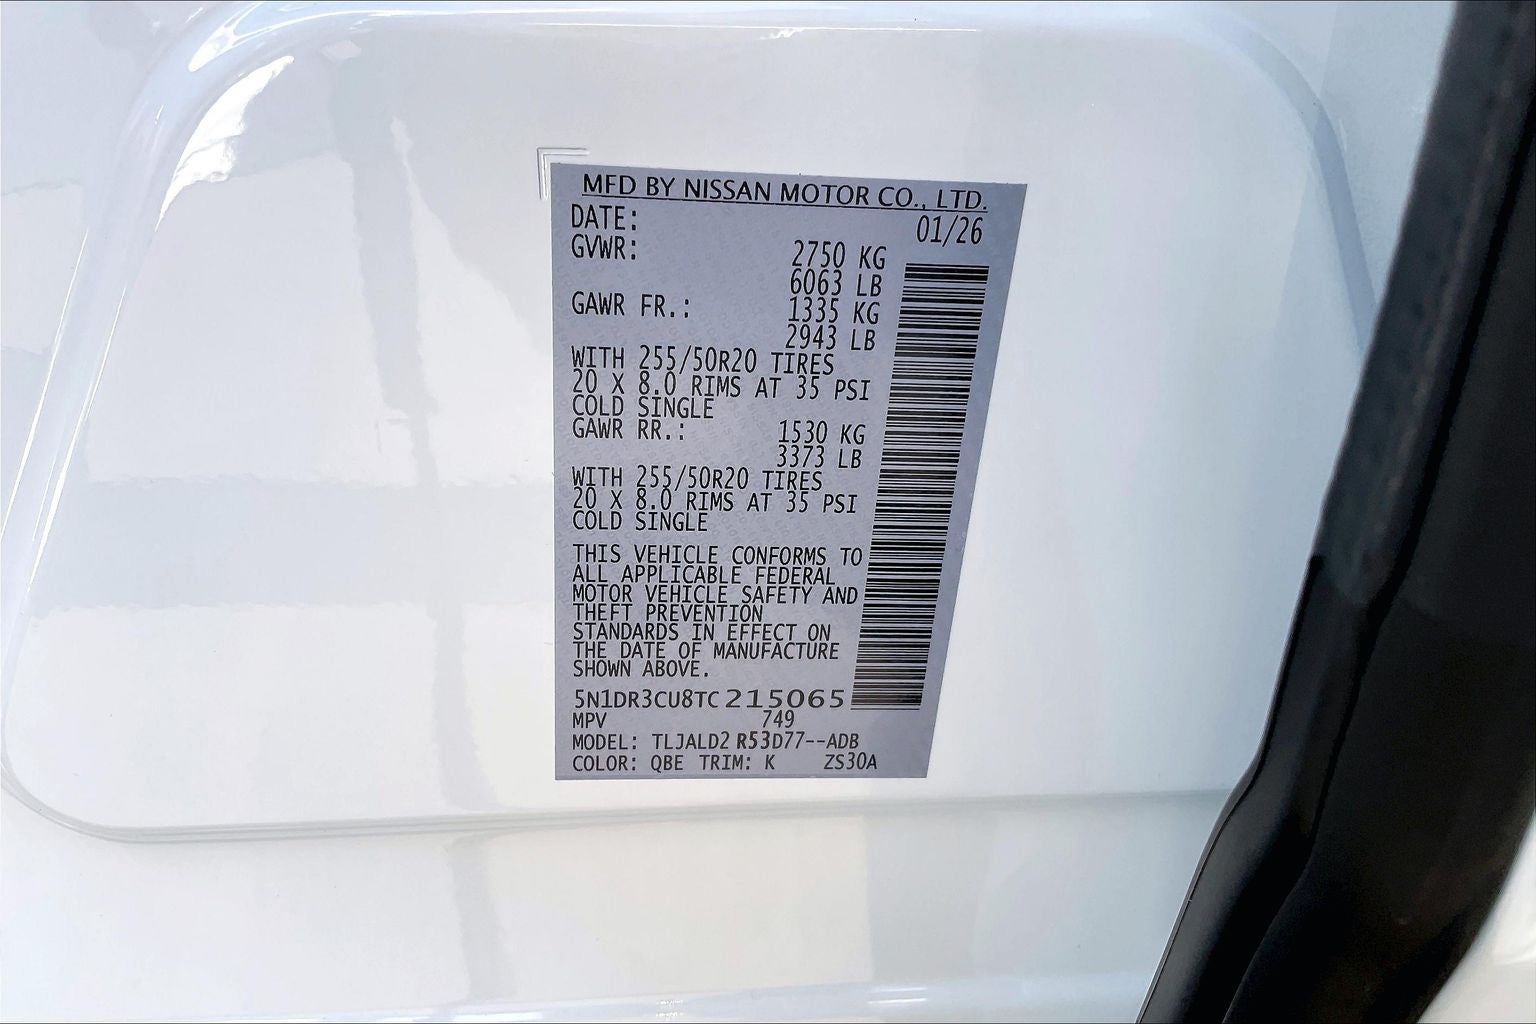 MFD BY NISSAN MOTOR CO., LTD.
DATE: 01/26
GVWR: 2750 KG
6063 LB
GAWR FR.: 1335 KG
2943 LB
WITH 255/50R20 TIRES
20 X 8.0 RIMS AT 35 PSI
COLD SINGLE
GAWR RR.: 1530 KG
3373 LB
WITH 255/50R20 TIRES
20 X 8.0 RIMS AT 35 PSI
COLD SINGLE
THIS VEHICLE CONFORMS TO
ALL APPLICABLE FEDERAL
MOTOR VEHICLE SAFETY AND
THEFT PREVENTION
STANDARDS IN EFFECT ON
THE DATE OF MANUFACTURE
SHOWN ABOVE.
5N1DR3CU8TC215065
MPV 749
MODEL: TLJALD2 R53D77--ADB
COLOR: QBE TRIM: K ZS30A